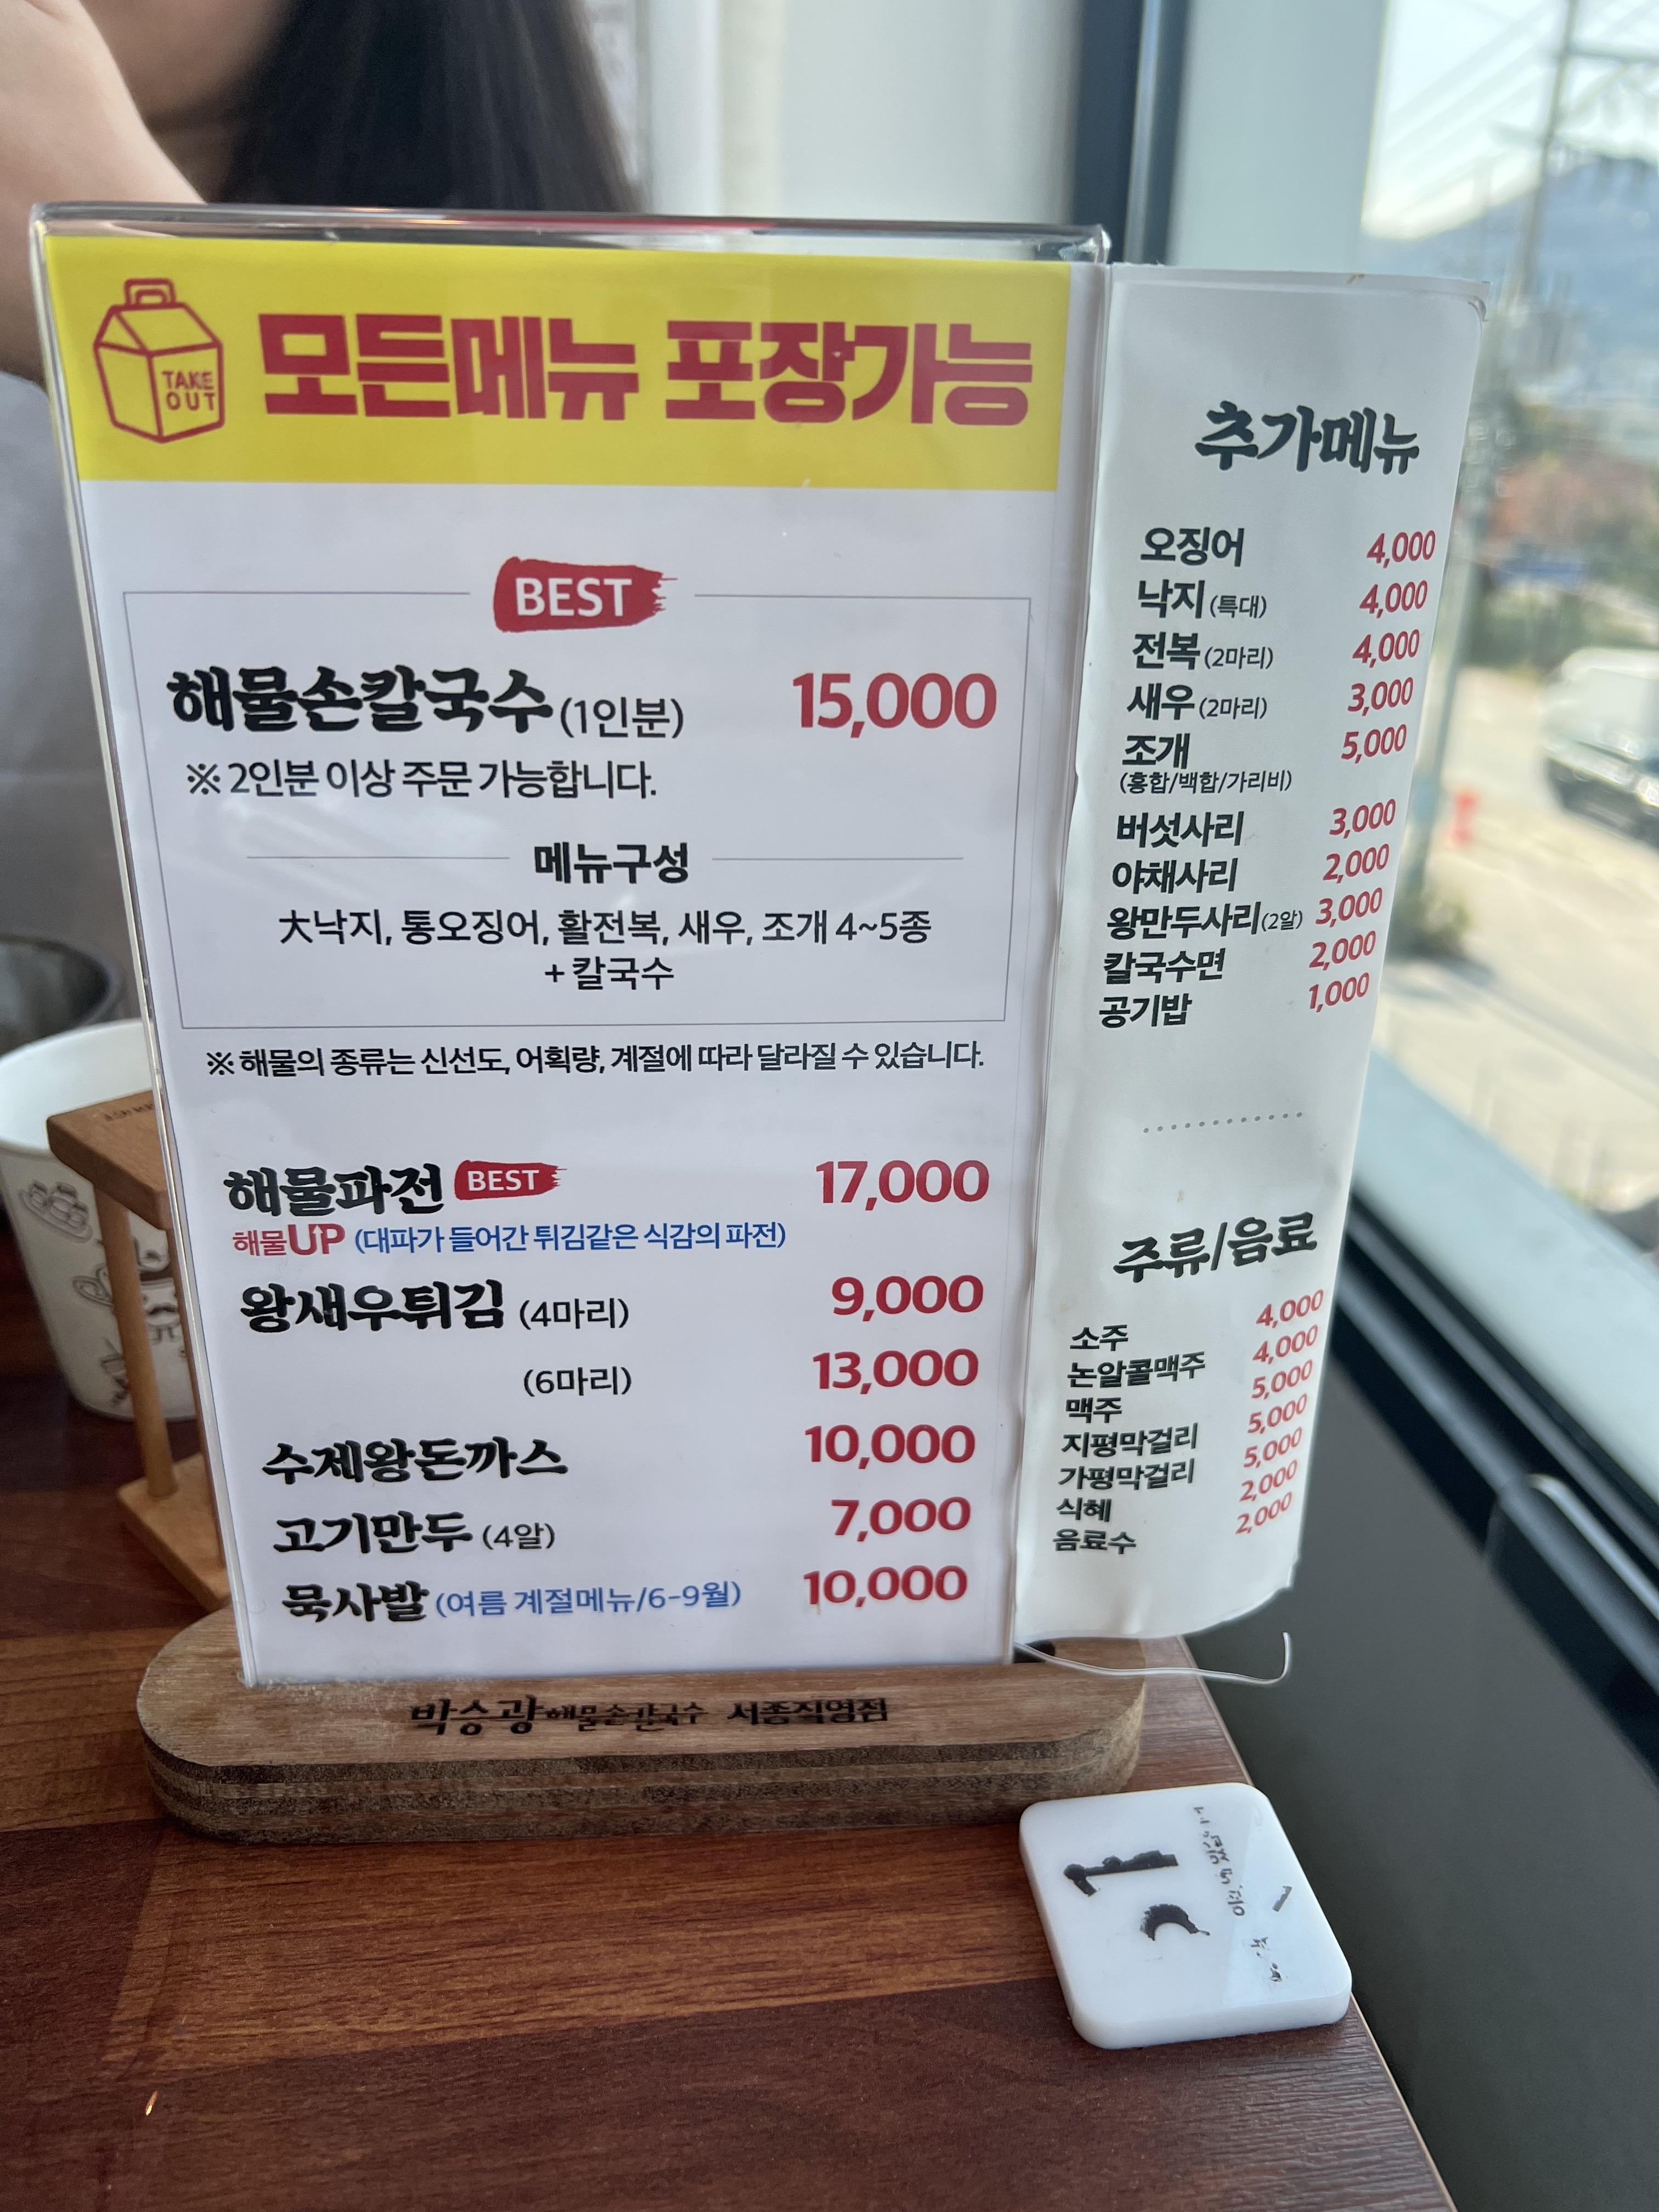 TAKE
OUT
모든메뉴 포장가능
BEST
해물손칼국수 (1인분) 15,000
※ 2인분 이상 주문 가능합니다.
메뉴구성
大낙지, 통오징어, 활전복, 새우, 조개 4~5종
+ 칼국수
※ 해물의 종류는 신선도, 어획량, 계절에 따라 달라질 수 있습니다.
해물파전 BEST 17,000
해물UP (대파가 들어간 튀김같은 식감의 파전)
왕새우튀김 (4마리) 9,000
(6마리) 13,000
수제왕돈까스 10,000
고기만두 (4알) 7,000
묵사발 (여름 계절메뉴/6-9월) 10,000
추가메뉴
오징어 4,000
낙지 (특대) 4,000
전복 (2마리) 4,000
새우 (2마리) 3,000
조개 5,000
(홍합/백합/가리비)
버섯사리 3,000
야채사리 2,000
왕만두사리 (2알) 3,000
칼국수면 2,000
공기밥 1,000
주류/음료
소주 4,000
논알콜맥주 4,000
맥주 5,000
지평막걸리 5,000
가평막걸리 5,000
식혜 2,000
음료수 2,000
박승광 해물손칼국수 서종직영점